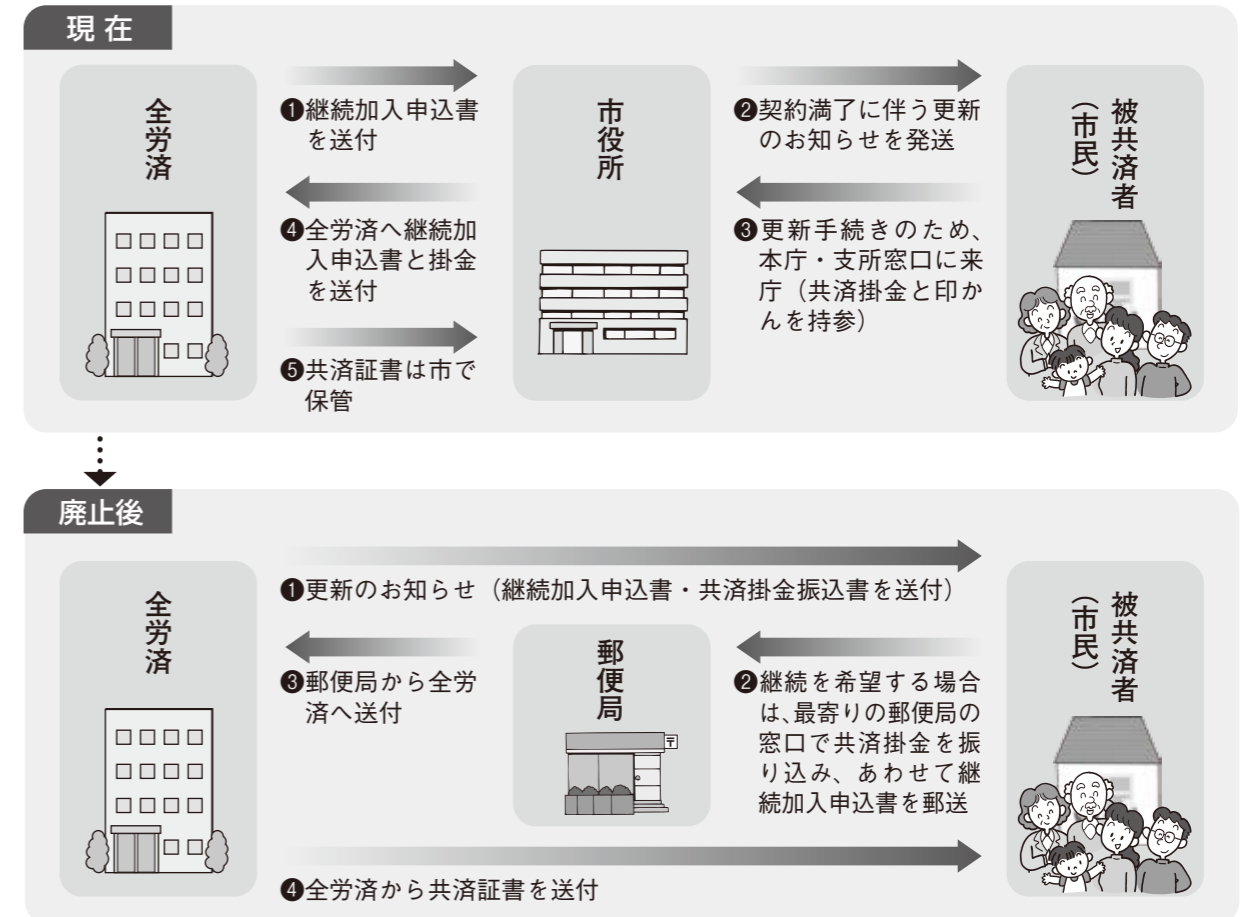 現在
全労済
❶継続加入申込書
を送付
市役所
❷契約満了に伴う更新
のお知らせを発送
被共済者
（市民）
❹全労済へ継続加
入申込書と掛金
を送付
❸更新手続きのため、
本庁・支所窓口に来
庁（共済掛金と印か
んを持参）
❺共済証書は市で
保管
廃止後
全労済
❶更新のお知らせ（継続加入申込書・共済掛金振込書を送付）
被共済者
（市民）
❸郵便局から全労
済へ送付
郵便局
〒
❷継続を希望する場合
は、最寄りの郵便局の
窓口で共済掛金を振
り込み、あわせて継
続加入申込書を郵送
❹全労済から共済証書を送付